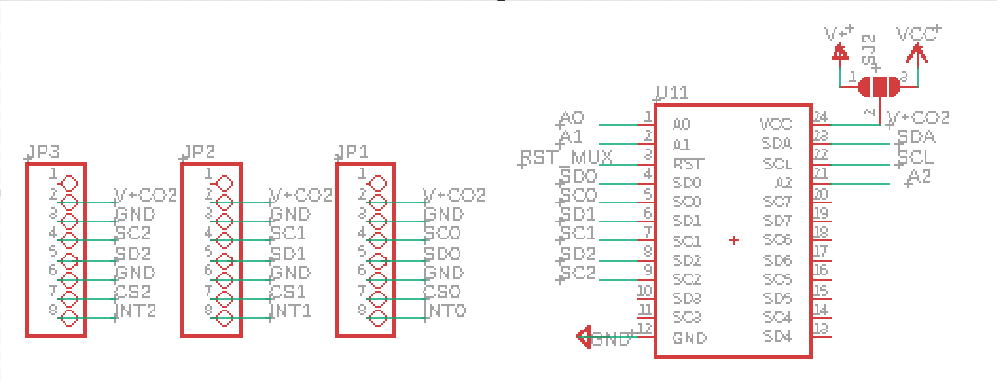 V+
SJ2
VCC
1
3
2
U11
A0 1 A0 VCC 24 V+CO2
A1 2 A1 SDA 23 SDA
RST_MUX 3 RST SCL 22 SCL
SD0 4 SD0 A2 21 A2
SC0 5 SC0 SC7 20
SD1 6 SD1 SD7 19
SC1 7 SC1 SC6 18
SD2 8 SD2 SD6 17
SC2 9 SC2 SC5 16
10 SD3 SD5 15
11 SC3 SC4 14
GND 12 GND SD4 13
JP3
1
2 V+CO2
3 GND
4 SC2
5 SD2
6 GND
7 CS2
8 INT2
JP2
1
2 V+CO2
3 GND
4 SC1
5 SD1
6 GND
7 CS1
8 INT1
JP1
1
2 V+CO2
3 GND
4 SC0
5 SD0
6 GND
7 CS0
8 INT0